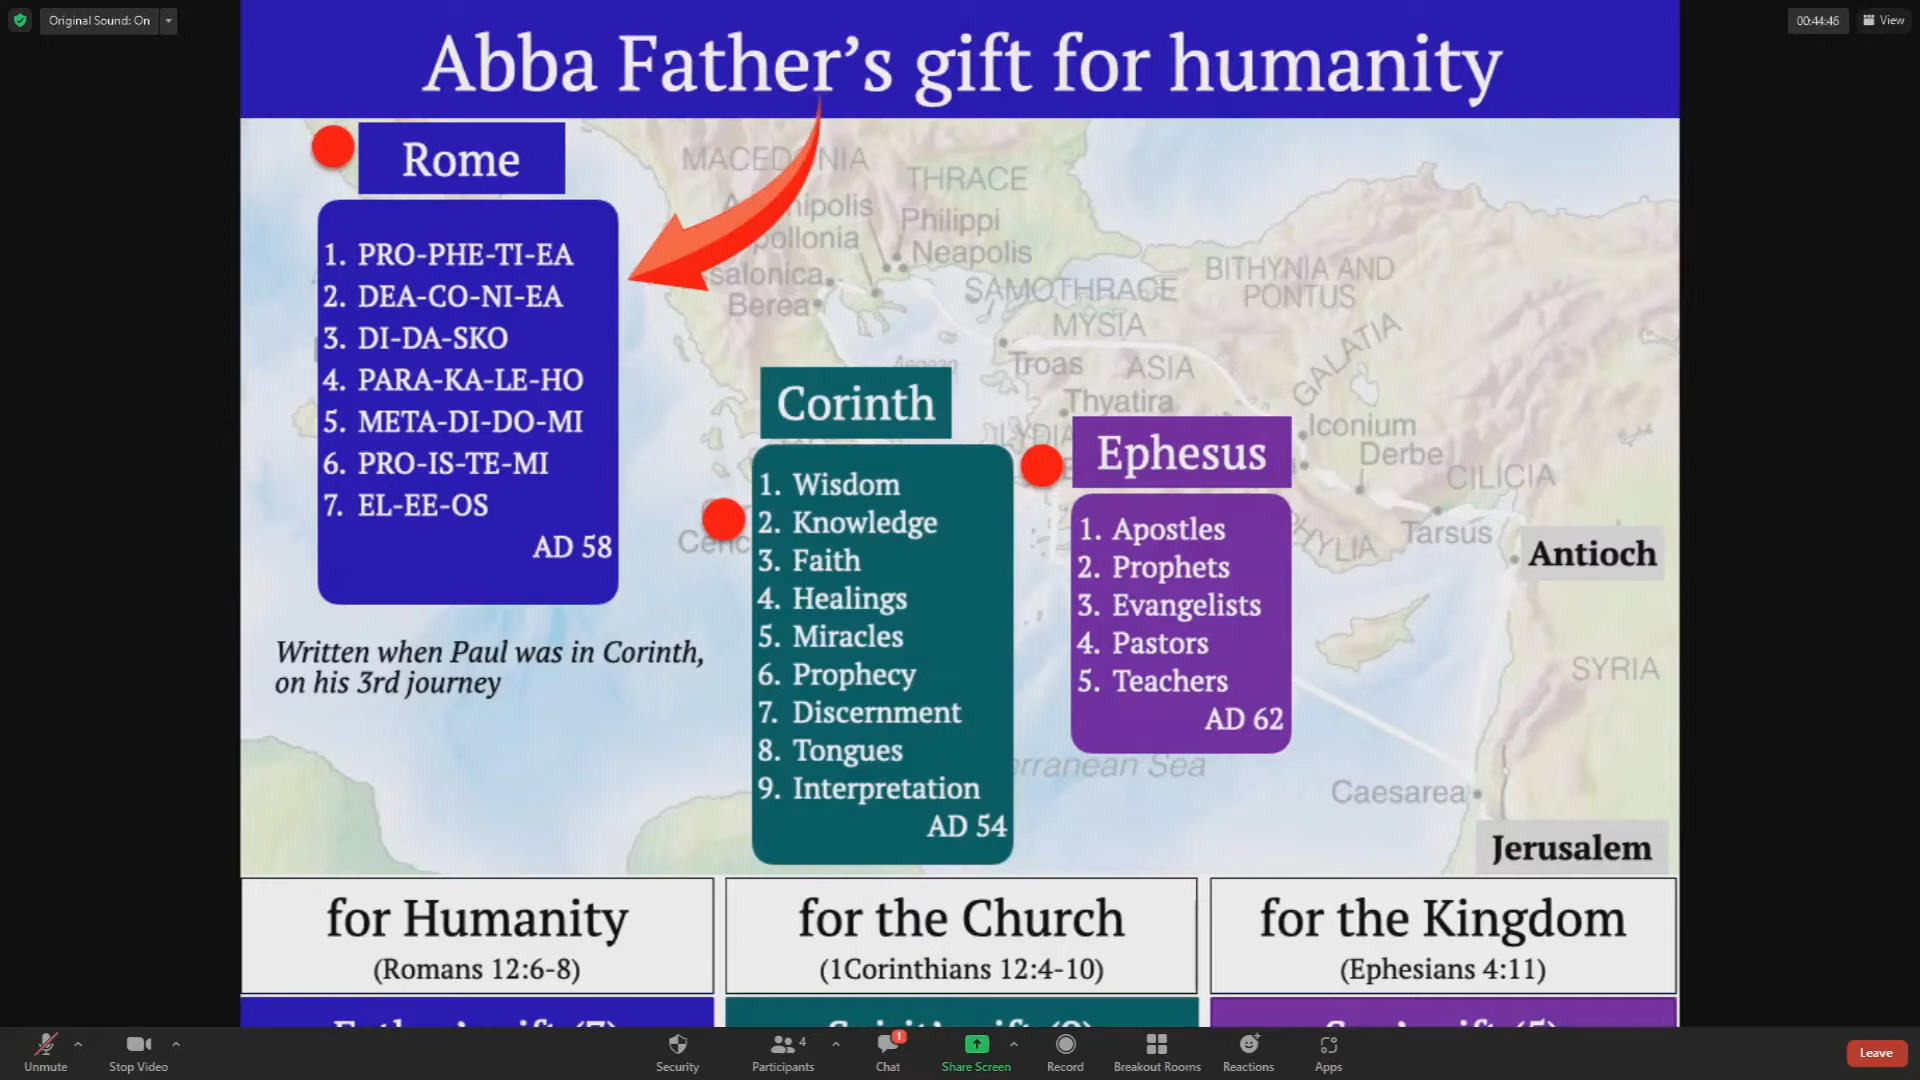 Original Sound: On
00:44:46
View
Abba Father's gift for humanity
Rome
1. PRO-PHE-TI-EA
2. DEA-CO-NI-EA
3. DI-DA-SKO
4. PARA-KA-LE-HO
5. META-DI-DO-MI
6. PRO-IS-TE-MI
7. EL-EE-OS
AD 58
Written when Paul was in Corinth,
on his 3rd journey
Corinth
1. Wisdom
2. Knowledge
3. Faith
4. Healings
5. Miracles
6. Prophecy
7. Discernment
8. Tongues
9. Interpretation
AD 54
Ephesus
1. Apostles
2. Prophets
3. Evangelists
4. Pastors
5. Teachers
AD 62
MACEDONIA
THRACE
Philippi
Neapolis
Berea
SAMOTHRACE
BITHYNIA AND
PONTUS
MYSIA
Troas
ASIA
GALATIA
Thyatira
Aegean
Iconium
Derbe
CILICIA
Tarsus
Antioch
SYRIA
Sea
Caesarea
Jerusalem
for Humanity
(Romans 12:6-8)
for the Church
(1Corinthians 12:4-10)
for the Kingdom
(Ephesians 4:11)
Unmute
Stop Video
Security
4
Participants
1
Chat
Share Screen
Record
Breakout Rooms
Reactions
Apps
Leave